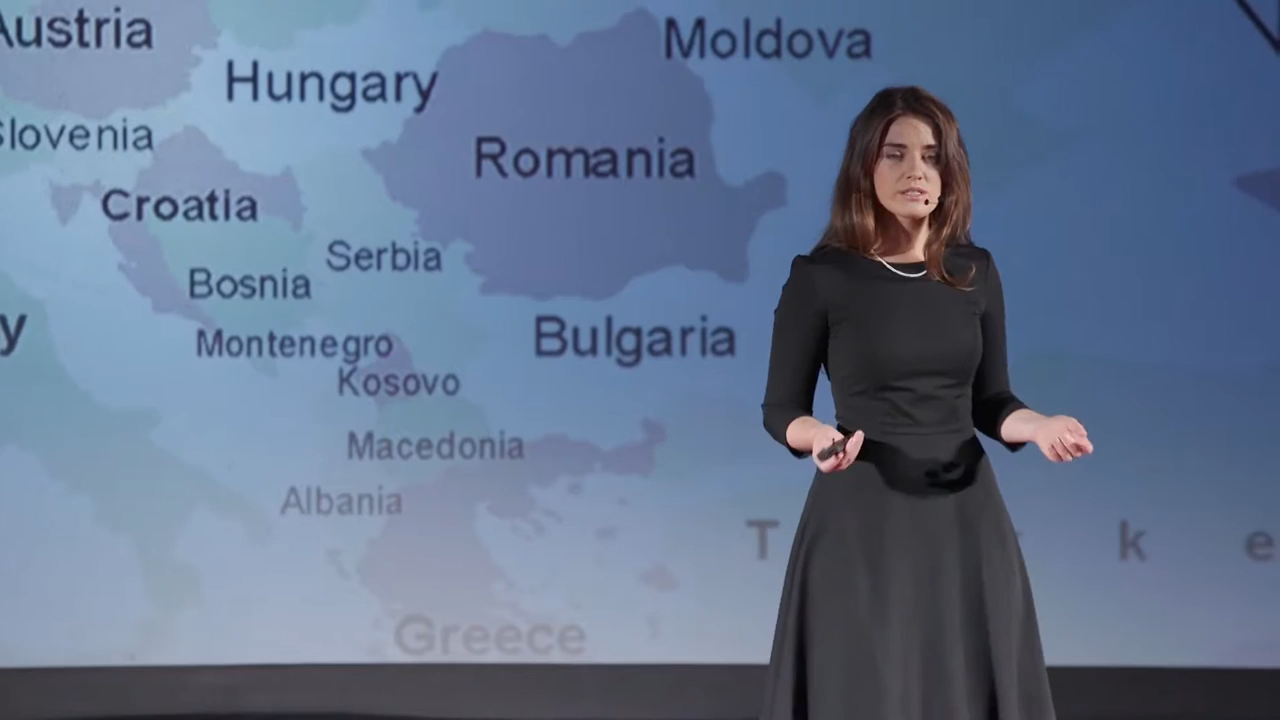 Austria
Moldova
Hungary
Slovenia
Romania
Croatia
Serbia
Bosnia
y
Bulgaria
Montenegro
Kosovo
Macedonia
Albania
T k e
Greece